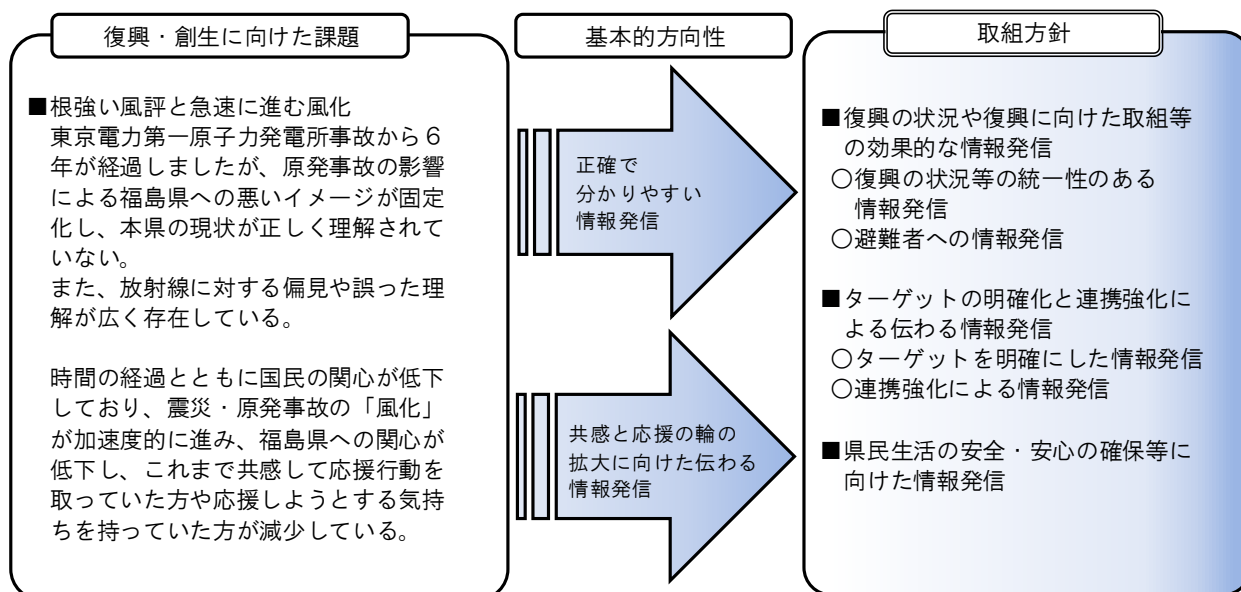 復興・創生に向けた課題
■根強い風評と急速に進む風化
東京電力第一原子力発電所事故から６
年が経過しましたが、原発事故の影響
による福島県への悪いイメージが固定
化し、本県の現状が正しく理解されて
いない。
また、放射線に対する偏見や誤った理
解が広く存在している。
時間の経過とともに国民の関心が低下
しており、震災・原発事故の「風化」
が加速度的に進み、福島県への関心が
低下し、これまで共感して応援行動を
取っていた方や応援しようとする気持
ちを持っていた方が減少している。
基本的方向性
正確で
分かりやすい
情報発信
共感と応援の輪の
拡大に向けた伝わる
情報発信
取組方針
■復興の状況や復興に向けた取組等
の効果的な情報発信
○復興の状況等の統一性のある
情報発信
○避難者への情報発信
■ターゲットの明確化と連携強化に
よる伝わる情報発信
○ターゲットを明確にした情報発信
○連携強化による情報発信
■県民生活の安全・安心の確保等に
向けた情報発信